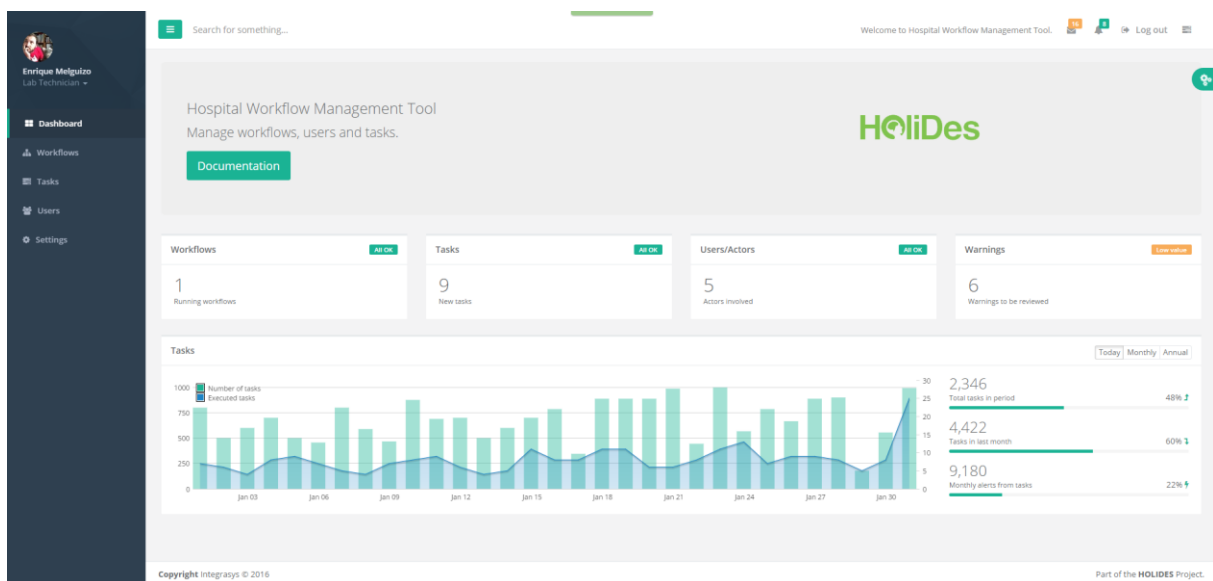 Search for something...
Welcome to Hospital Workflow Management Tool.
16
8
Log out
Enrique Melguizo
Lab Technician
Dashboard
Workflows
Tasks
Users
Settings
Hospital Workflow Management Tool
Manage workflows, users and tasks.
Documentation
HOliDes
Workflows
All OK
1
Running workflows
Tasks
All OK
9
New tasks
Users/Actors
All OK
5
Actors involved
Warnings
Low value
6
Warnings to be reviewed
Tasks
Today Monthly Annual
Number of tasks
Executed tasks
1000
750
500
250
0
30
25
20
15
10
5
0
Jan 03 Jan 06 Jan 09 Jan 12 Jan 15 Jan 18 Jan 21 Jan 24 Jan 27 Jan 30
2,346
Total tasks in period 48%
4,422
Tasks in last month 60%
9,180
Monthly alerts from tasks 22%
Copyright Integrasys © 2016
Part of the HOLIDES Project.